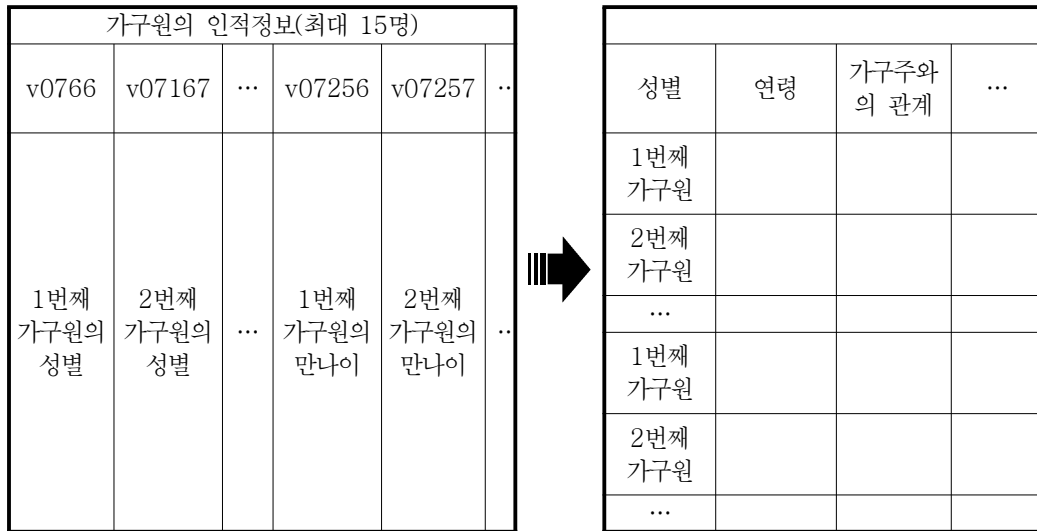 가구원의 인적정보(최대 15명)
v0766 v07167 … v07256 v07257 ..
1번째 2번째 1번째 2번째
가구원의 가구원의 … 가구원의 가구원의 ..
성별 성별 만나이 만나이
성별 연령 가구주와 …
의 관계
1번째
가구원
2번째
가구원
…
1번째
가구원
2번째
가구원
…